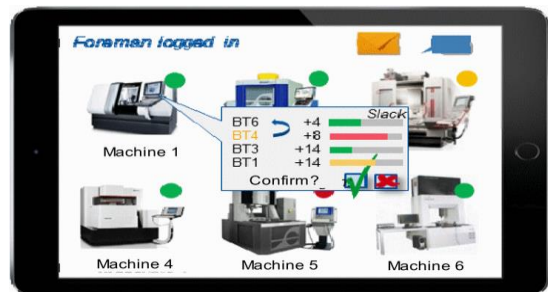 Foreman logged in
Slack
BT6 +4
BT4 +8
BT3 +14
BT1 +14
Confirm?
Machine 1
Machine 4
Machine 5
Machine 6